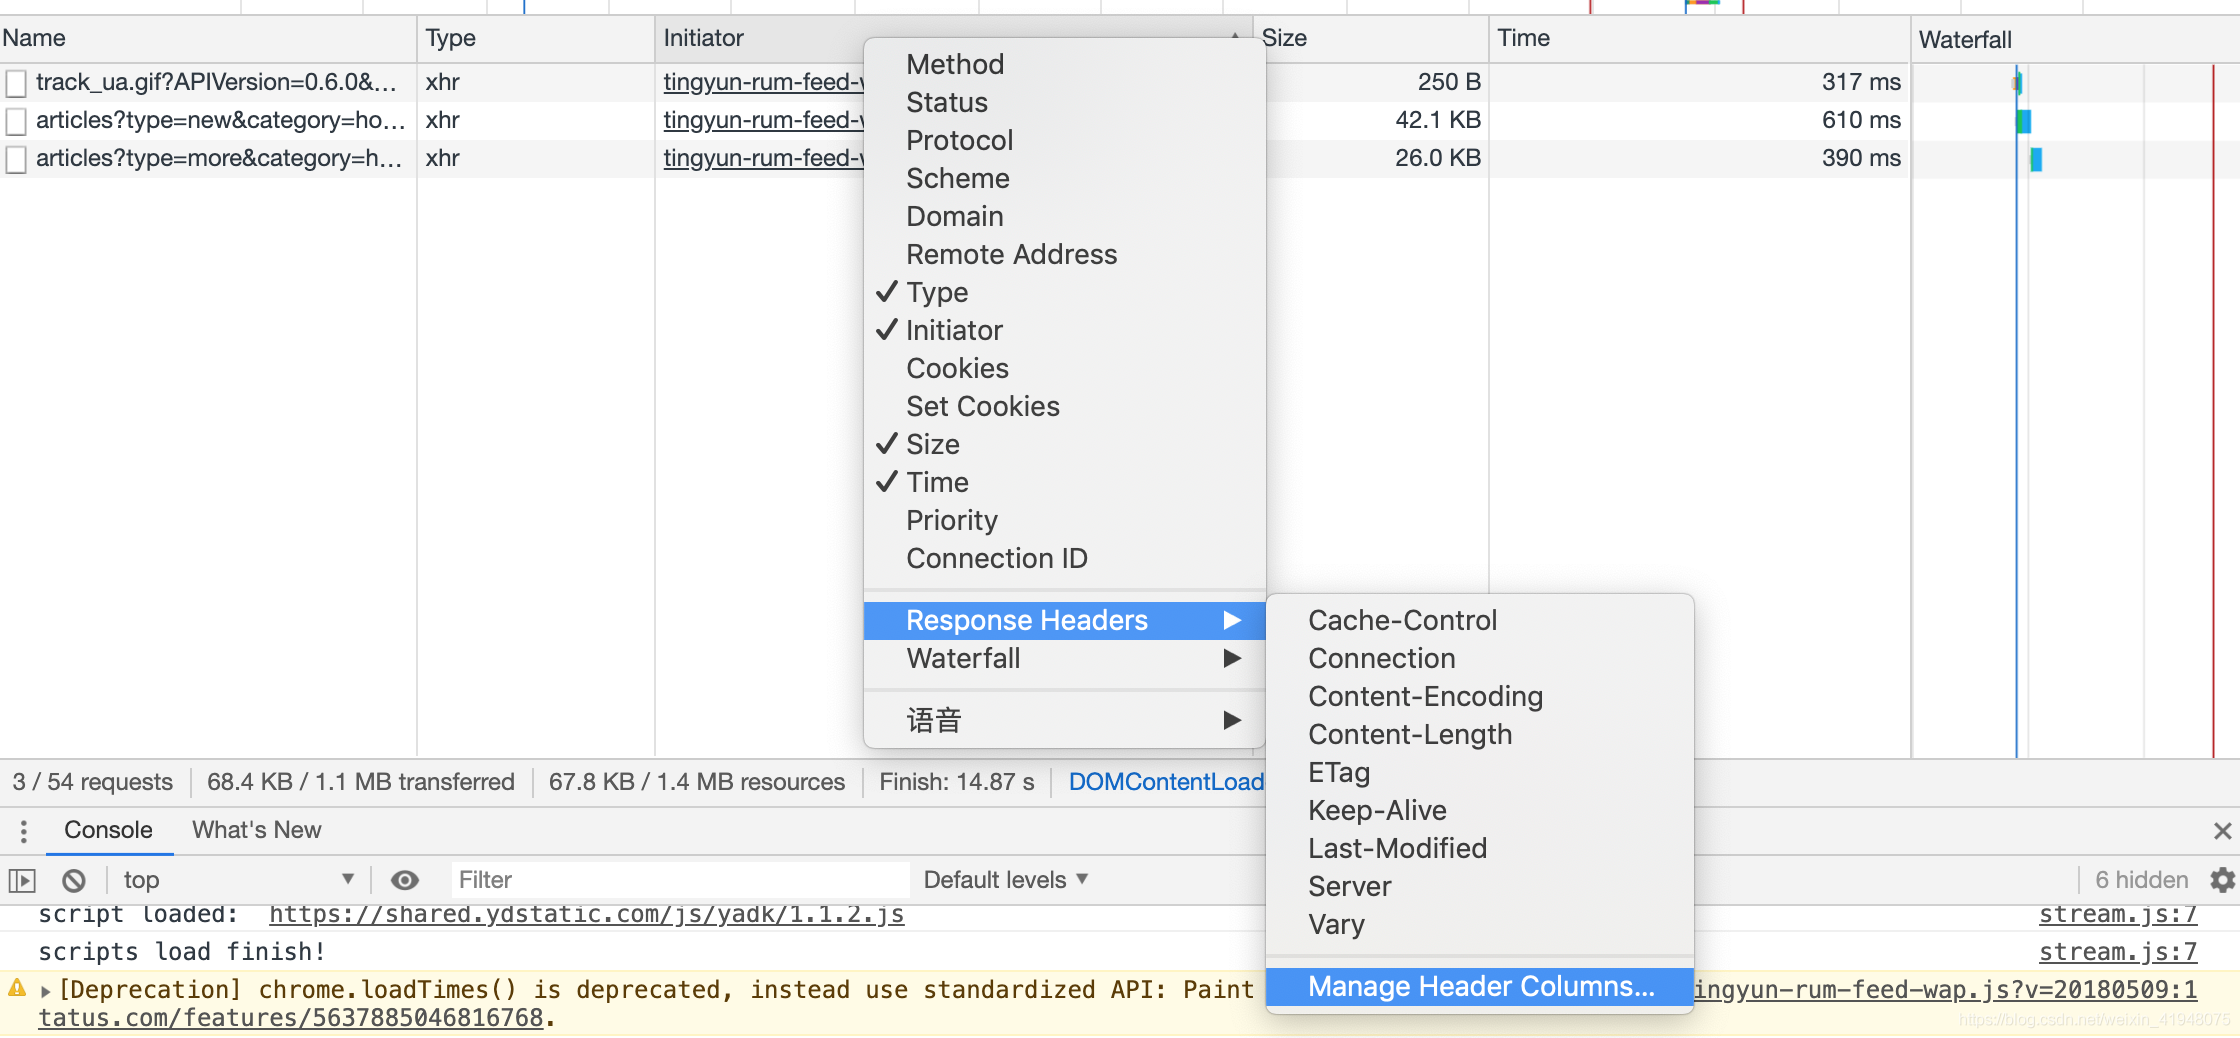 Name Type Initiator Size Time Waterfall
track_ua.gif?APIVersion=0.6.0&... xhr tingyun-rum-feed-w 250 B 317 ms
articles?type=new&category=ho... xhr tingyun-rum-feed-w 42.1 KB 610 ms
articles?type=more&category=h... xhr tingyun-rum-feed-w 26.0 KB 390 ms
Method
Status
Protocol
Scheme
Domain
Remote Address
✓ Type
✓ Initiator
Cookies
Set Cookies
✓ Size
✓ Time
Priority
Connection ID
Response Headers
Waterfall
语音
Cache-Control
Connection
Content-Encoding
Content-Length
ETag
Keep-Alive
Last-Modified
Server
Vary
Manage Header Columns...
3 / 54 requests 68.4 KB / 1.1 MB transferred 67.8 KB / 1.4 MB resources Finish: 14.87 s DOMContentLoad
Console What's New
top Filter Default levels 6 hidden
script loaded: https://shared.ydstatic.com/js/yadk/1.1.2.js stream.js:7
scripts load finish! stream.js:7
[Deprecation] chrome.loadTimes() is deprecated, instead use standardized API: Paint ingyun-rum-feed-wap.js?v=20180509:1
tatus.com/features/5637885046816768.
https://blog.csdn.net/weixin_41948075